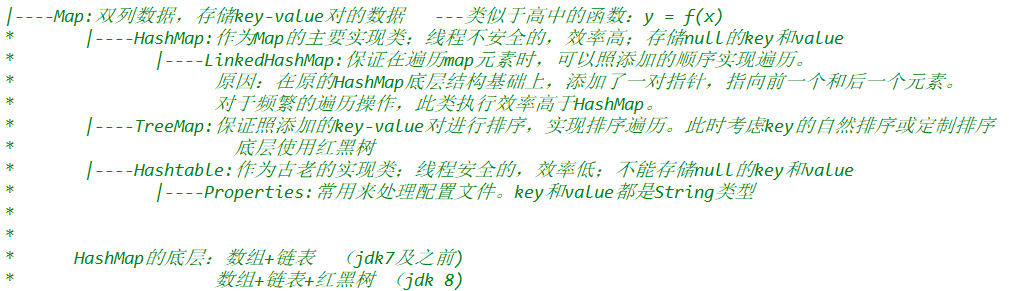 |----Map:双列数据，存储key-value对的数据   ---类似于高中的函数：y = f(x)
*       |----HashMap:作为Map的主要实现类；线程不安全的，效率高；存储null的key和value
*              |----LinkedHashMap:保证在遍历map元素时，可以照添加的顺序实现遍历。
*                      原因：在原的HashMap底层结构基础上，添加了一对指针，指向前一个和后一个元素。
*                      对于频繁的遍历操作，此类执行效率高于HashMap。
*       |----TreeMap:保证照添加的key-value对进行排序，实现排序遍历。此时考虑key的自然排序或定制排序
*                      底层使用红黑树
*       |----Hashtable:作为古老的实现类；线程安全的，效率低；不能存储null的key和value
*              |----Properties:常用来处理配置文件。key和value都是String类型
*
*
*      HashMap的底层：数组+链表  （jdk7及之前)
*                    数组+链表+红黑树 （jdk 8)